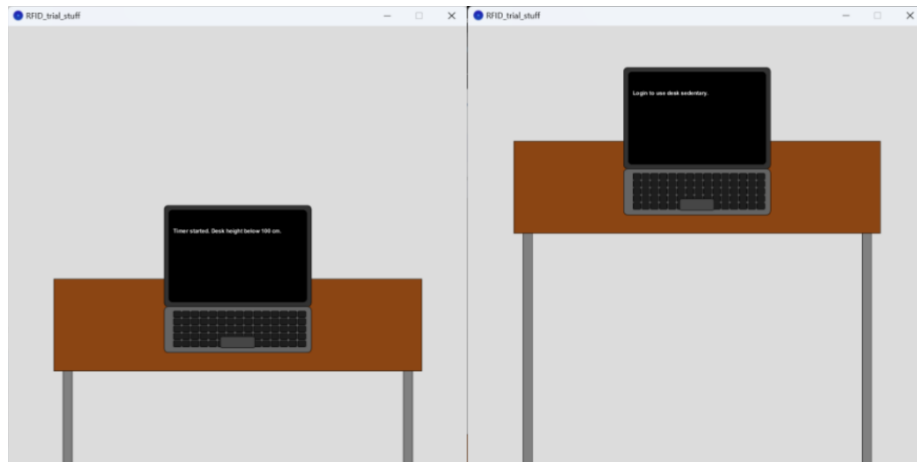 RFID_trial_stuff
Timer started. Desk height below 100 cm.
RFID_trial_stuff
Login to use desk sedentary.